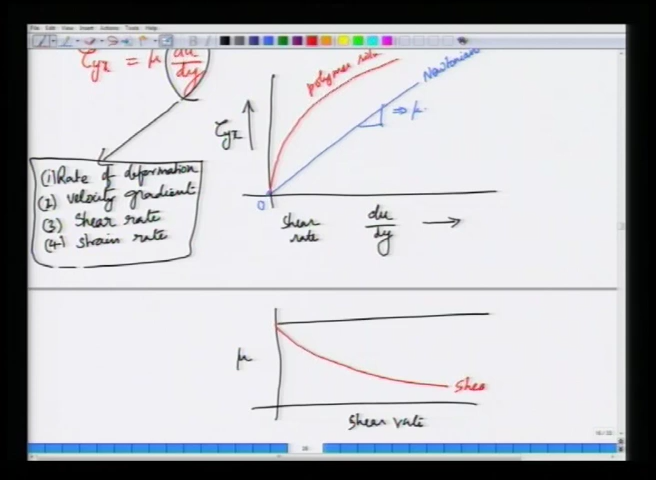 τyx = μ du/dy
polymer soln
Newtonian
τyx
⇒ μ
(1) Rate of deformation
(2) velocity gradient
(3) Shear rate
(4) strain rate
0
Shear rate
du/dy
μ
Shea
Shear rate